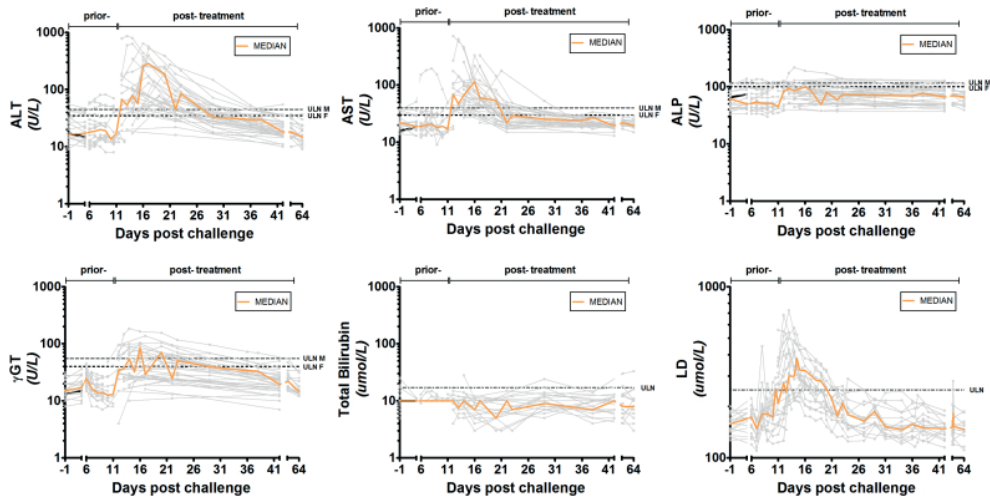 prior- post- treatment
1000
MEDIAN
100
ULN M
ULN F
10
1
ALT
(U/L)
-1 6 11 16 21 26 31 36 41 64
Days post challenge
prior- post- treatment
1000
MEDIAN
100
ULN M
ULN F
10
1
AST
(U/L)
-1 6 11 16 21 26 31 36 41 64
Days post challenge
prior- post- treatment
1000
MEDIAN
100
ULN M
ULN F
10
1
ALP
(U/L)
-1 6 11 16 21 26 31 36 41 64
Days post challenge
prior- post- treatment
1000
MEDIAN
100
ULN M
ULN F
10
1
γGT
(U/L)
-1 6 11 16 21 26 31 36 41 64
Days post challenge
prior- post- treatment
1000
MEDIAN
100
ULN
10
1
Total Bilirubin
(umol/L)
-1 6 11 16 21 26 31 36 41 64
Days post challenge
prior- post- treatment
1000
MEDIAN
ULN
100
LD
(umol/L)
-1 6 11 16 21 26 31 36 41 64
Days post challenge